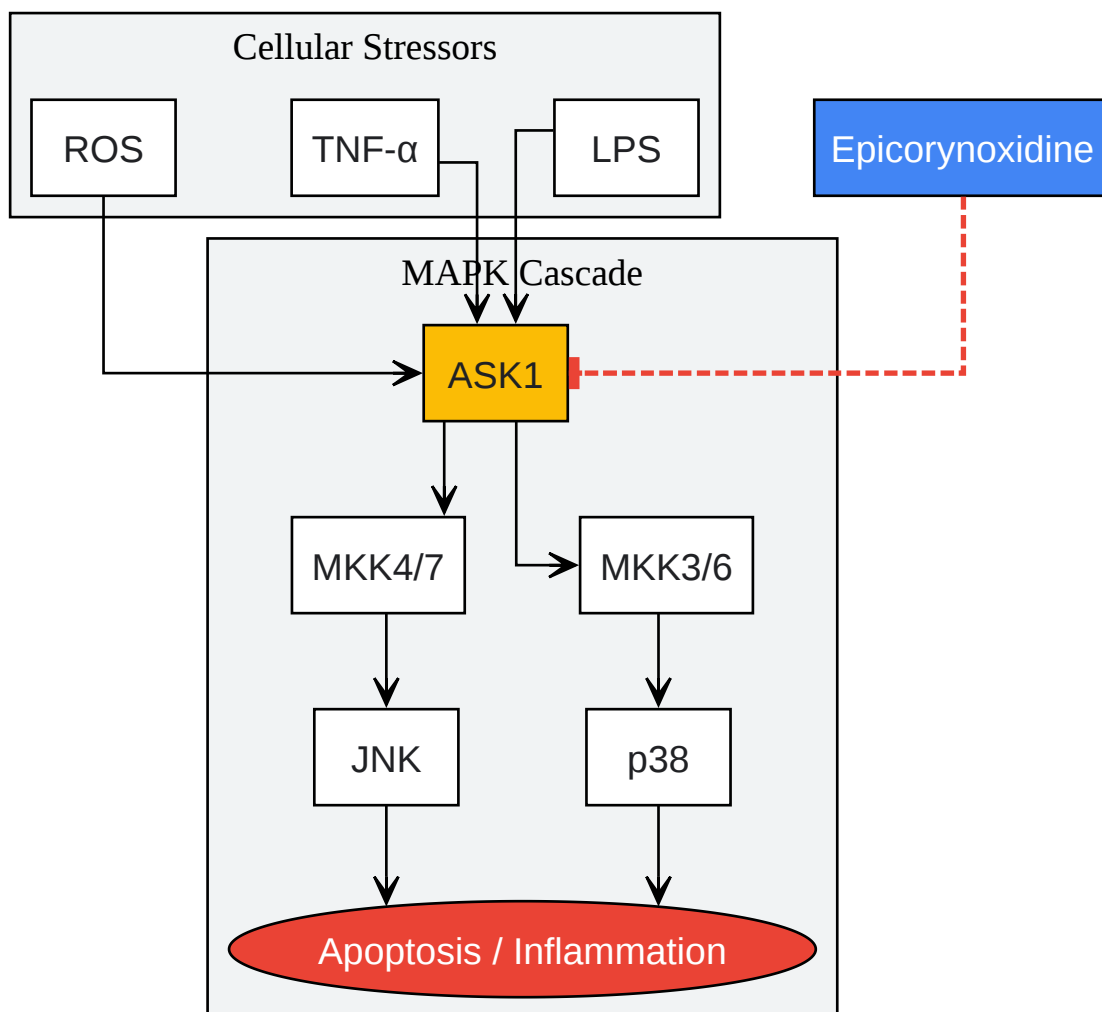 Cellular Stressors
ROS
TNF-α
LPS
Epicorynoxidine
MAPK Cascade
ASK1
MKK4/7
MKK3/6
JNK
p38
Apoptosis / Inflammation